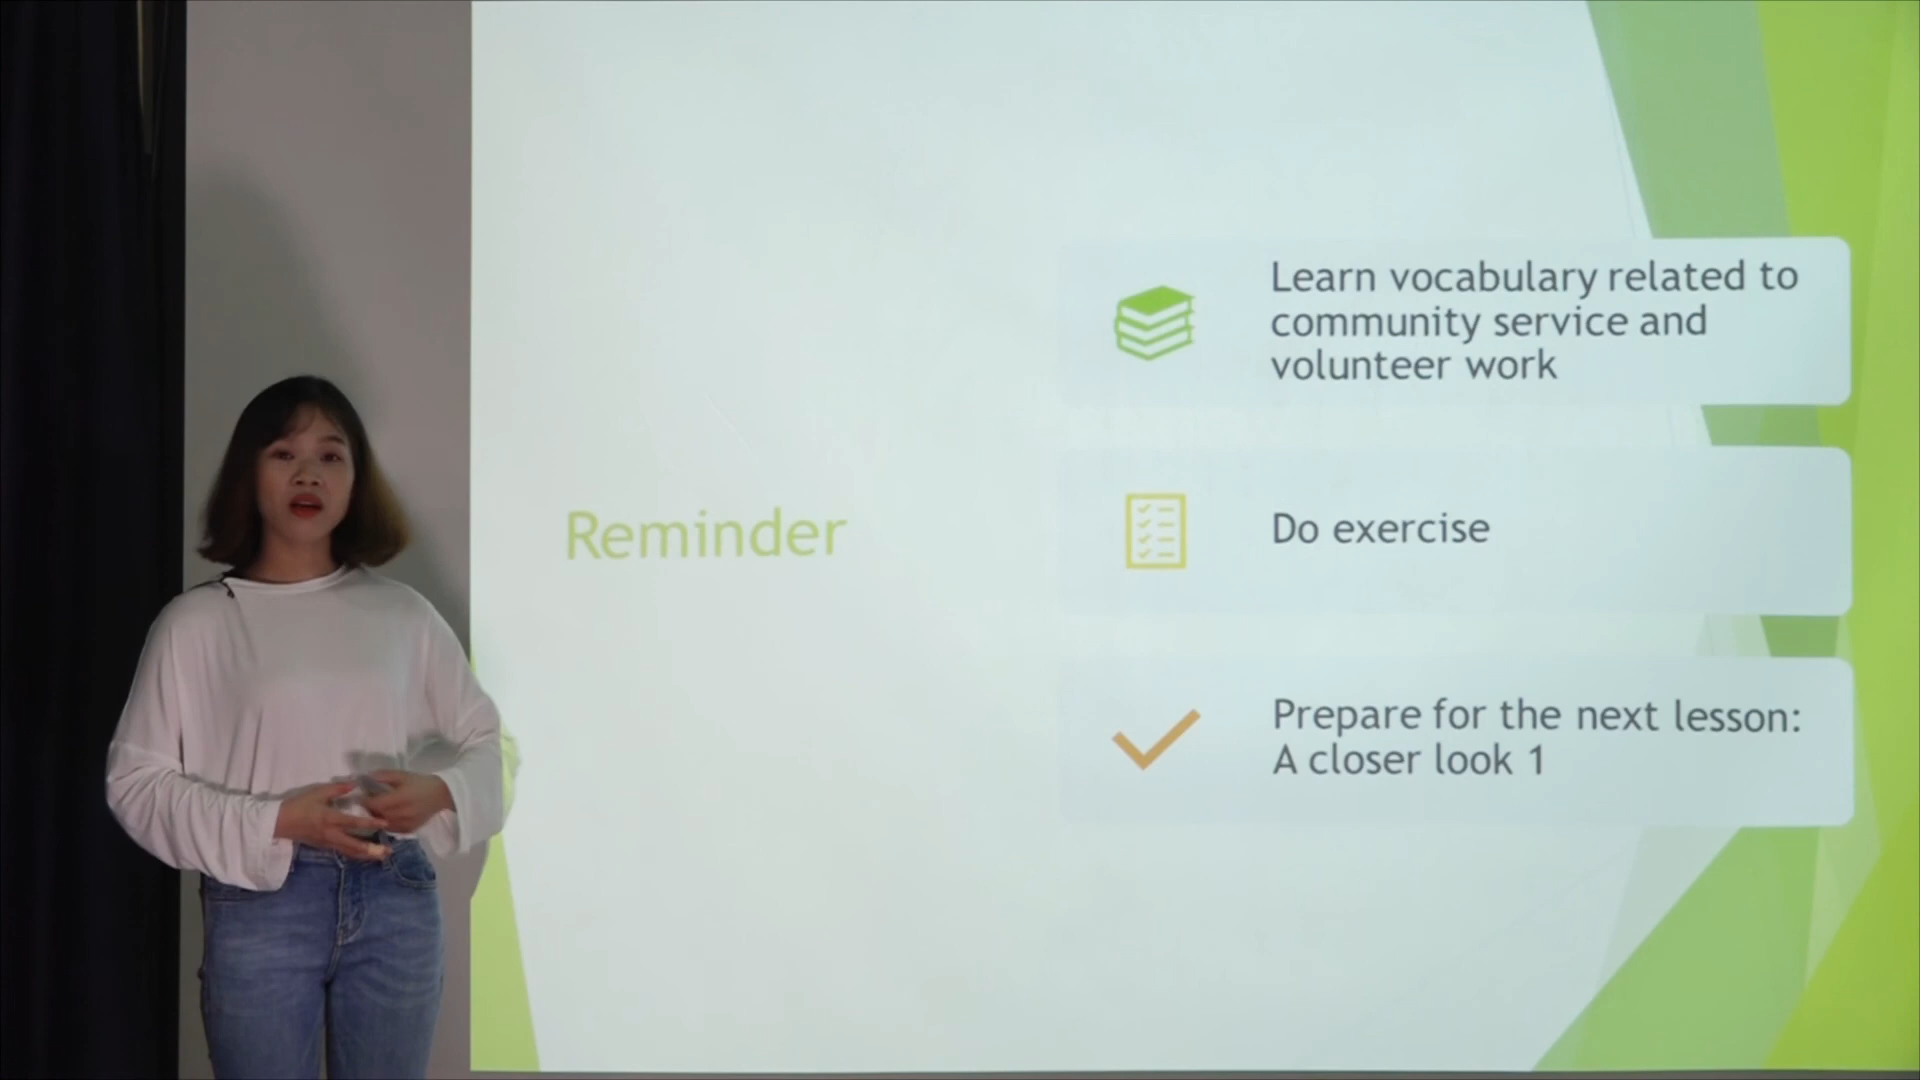 Reminder
Learn vocabulary related to
community service and
volunteer work
Do exercise
Prepare for the next lesson:
A closer look 1